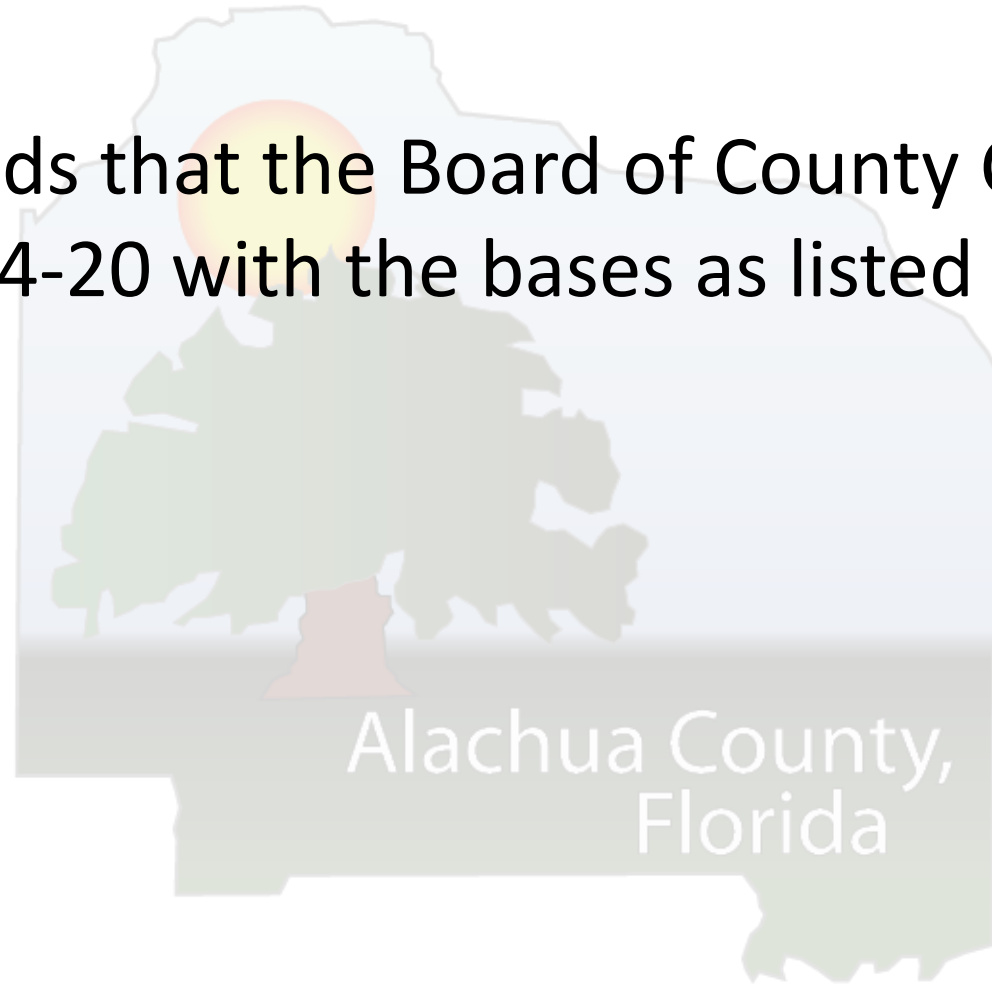 ds that the Board of County
4-20 with the bases as listed
Alachua County,
Florida